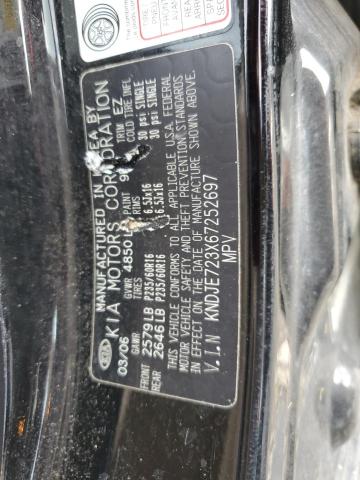 MANUFACTURED IN EA BY
KIA MOTORS CORPORATION
03/06 GVWR 4850 LB PAINT TRIM EZ
GAWR TIRES RIMS COLD TIRE INFL.
FRONT 2579 LB P235/60R16 6.5Jx16 30 psi SINGLE
REAR 2646 LB P235/60R16 6.5Jx16 30 psi SINGLE
THIS VEHICLE CONFORMS TO ALL APPLICABLE U.S.A. FEDERAL
MOTOR VEHICLE SAFETY AND THEFT PREVENTION STANDARDS
IN EFFECT ON THE DATE OF MANUFACTURE SHOWN ABOVE.
V.I.N KNDJE723X67252697
MPV